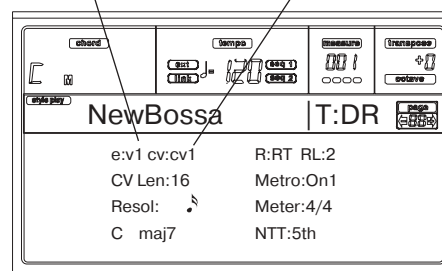 chord tempo measure transpose
C M ext link = 120 seq 1 seq 2 001 +0
octave
style play NewBossa T:DR page
e:v1 cv:cv1 R:RT RL:2
CV Len:16 Metro:On1
Resol: Meter:4/4
C maj7 NTT:5th